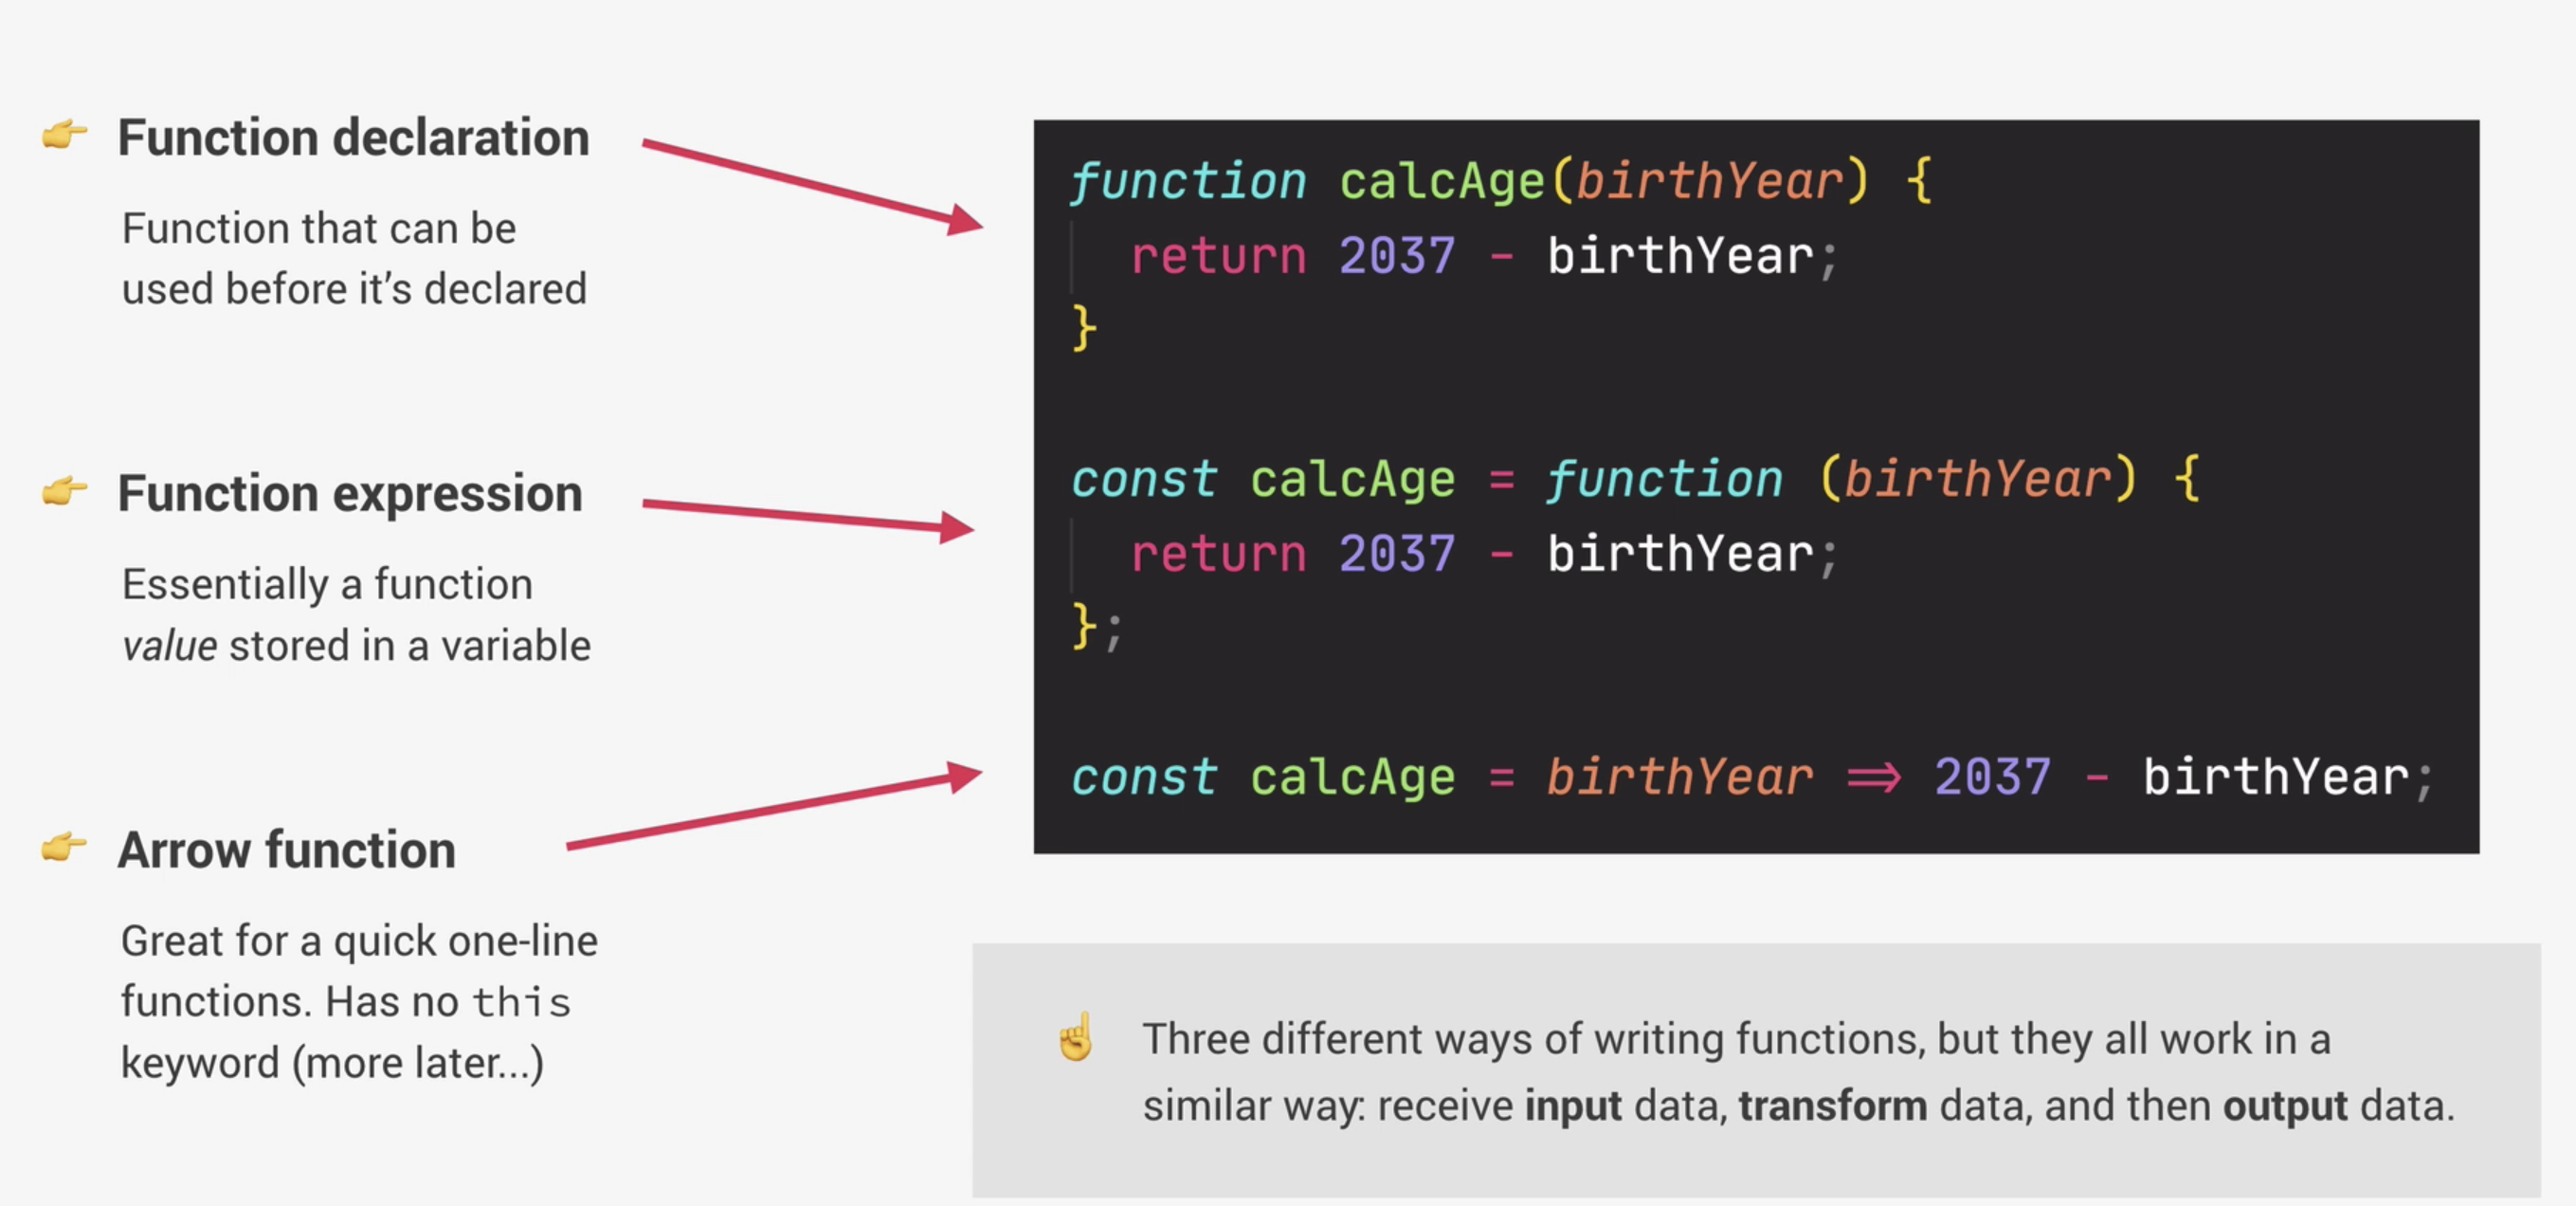 👉 Function declaration
Function that can be
used before it’s declared
👉 Function expression
Essentially a function
value stored in a variable
👉 Arrow function
Great for a quick one-line
functions. Has no this
keyword (more later...)
function calcAge(birthYear) {
  return 2037 - birthYear;
}
const calcAge = function (birthYear) {
  return 2037 - birthYear;
};
const calcAge = birthYear => 2037 - birthYear;
☝️ Three different ways of writing functions, but they all work in a
similar way: receive input data, transform data, and then output data.